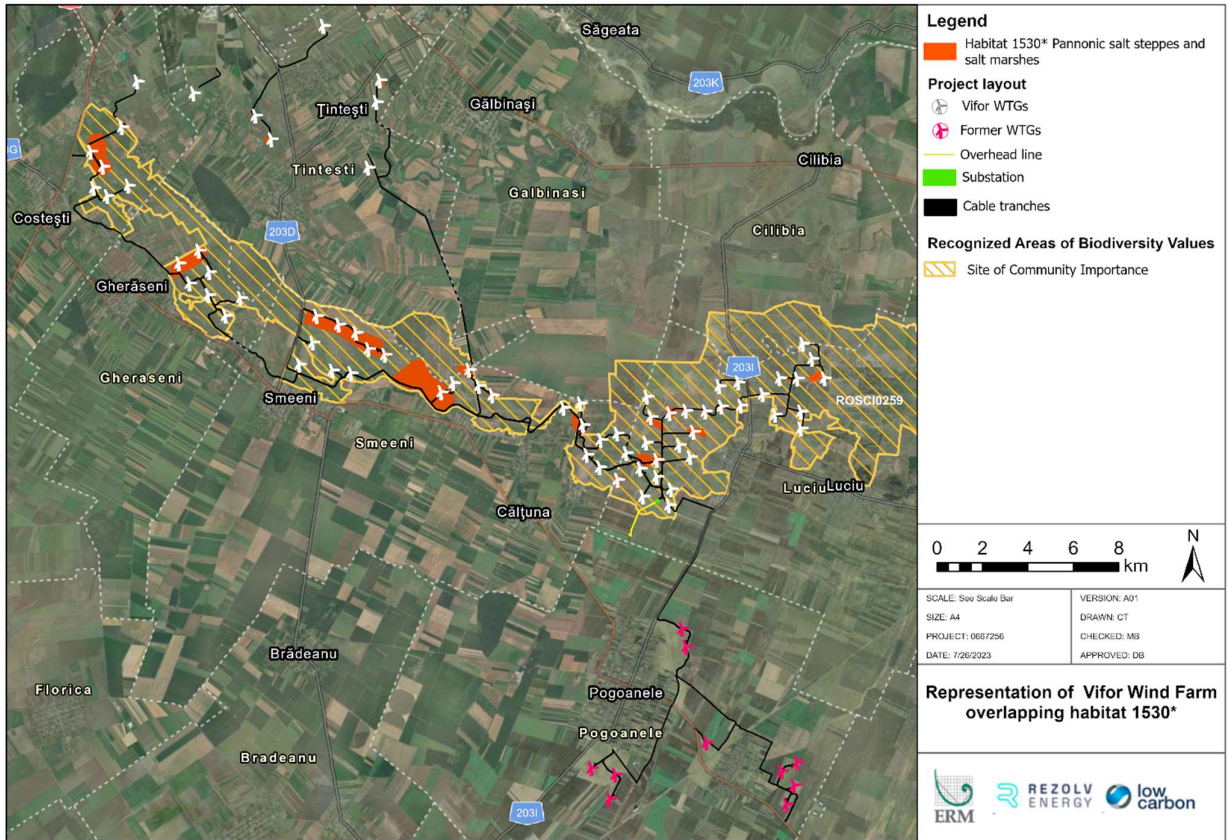 Săgeata
203K
Ţinteşti
Gălbinaşi
Cilibia
Tintesti
Galbinasi
Costeşti
203D
Cilibia
Gherăseni
Gheraseni
203I
ROSCI0259
Smeeni
Smeeni
Luciu
Luciu
Călţuna
Brădeanu
Florica
Pogoanele
Pogoanele
Bradeanu
203I
Legend
Habitat 1530* Pannonic salt steppes and
salt marshes
Project layout
Vifor WTGs
Former WTGs
Overhead line
Substation
Cable tranches
Recognized Areas of Biodiversity Values
Site of Community Importance
N
0 2 4 6 8
km
SCALE: See Scale Bar
VERSION: A01
SIZE: A4
DRAWN: CT
PROJECT: 0667256
CHECKED: MB
DATE: 7/26/2023
APPROVED: DB
Representation of Vifor Wind Farm
overlapping habitat 1530*
ERM
REZOLV
ENERGY
low
carbon